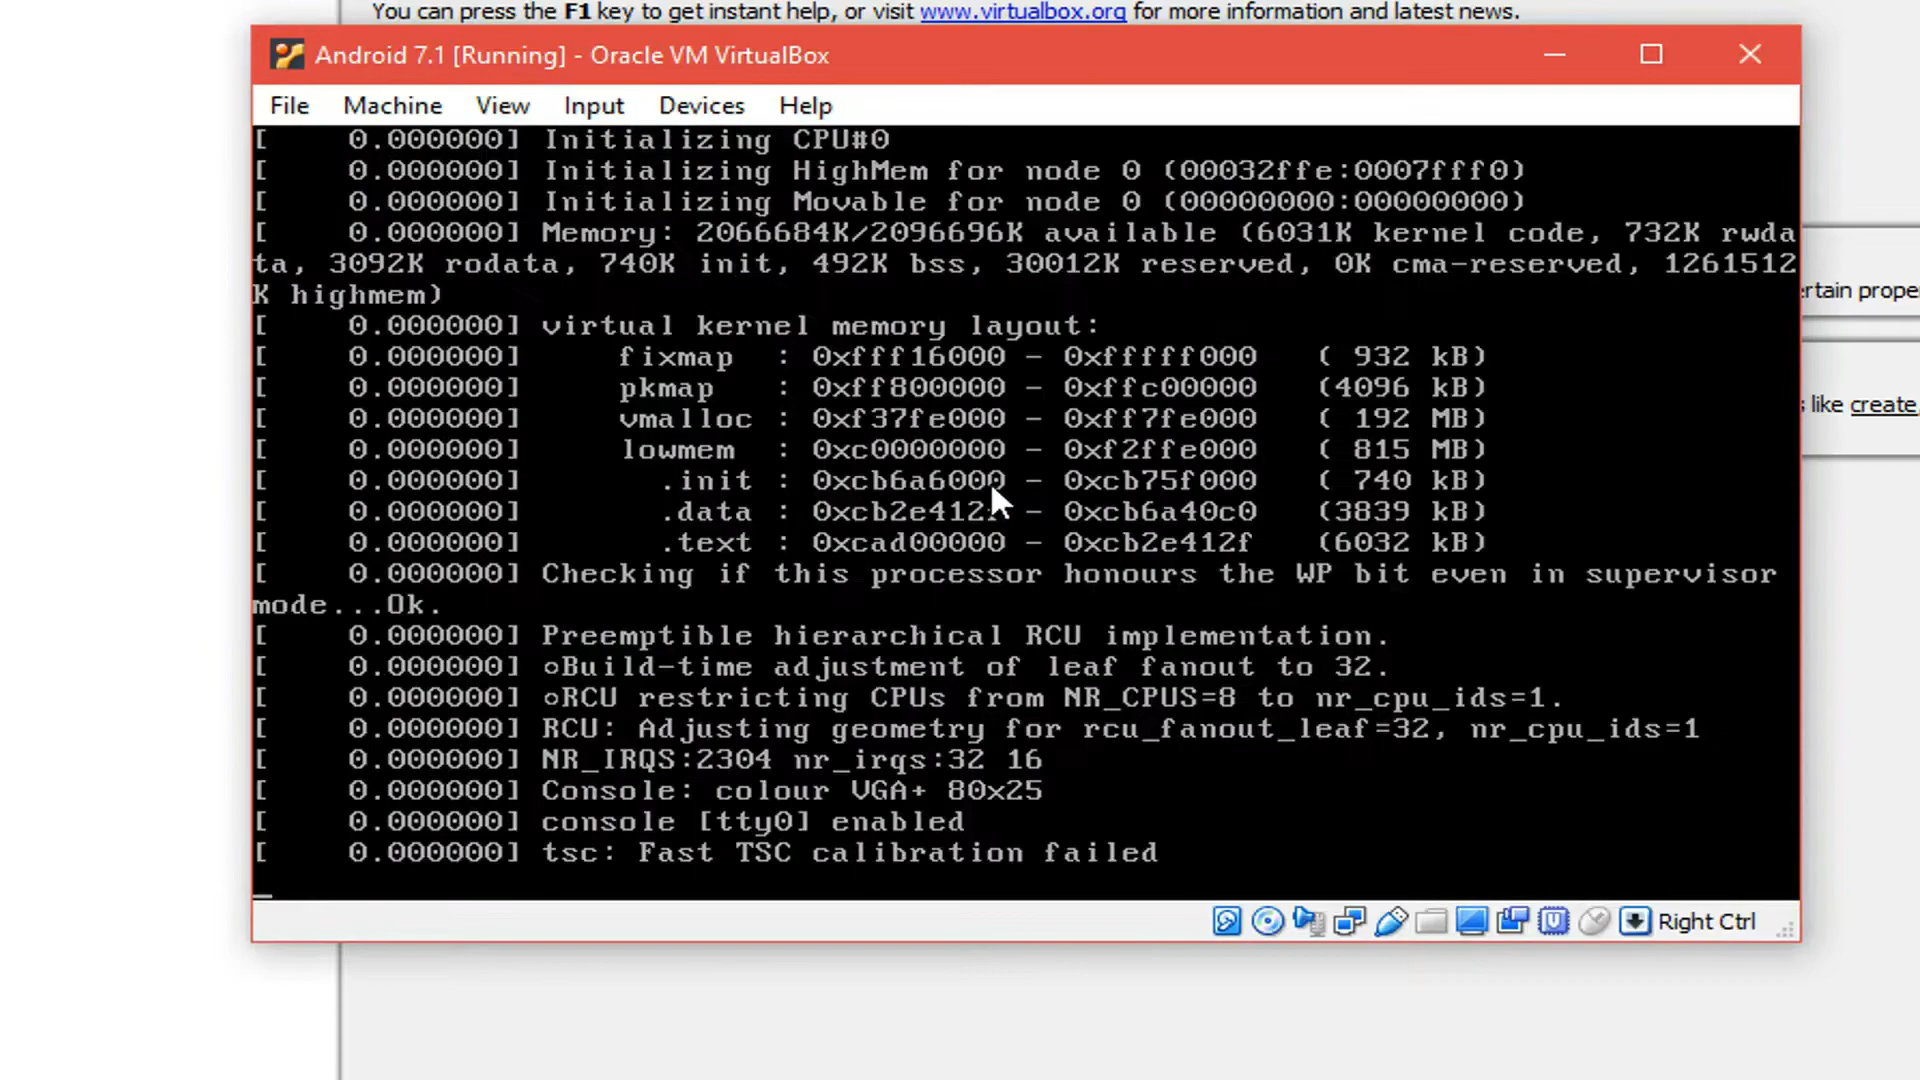 You can press the F1 key to get instant help, or visit www.virtualbox.org for more information and latest news.
Android 7.1 [Running] - Oracle VM VirtualBox
File Machine View Input Devices Help
[    0.000000] Initializing CPU#0
[    0.000000] Initializing HighMem for node 0 (00032ffe:0007fff0)
[    0.000000] Initializing Movable for node 0 (00000000:00000000)
[    0.000000] Memory: 2066684K/2096696K available (6031K kernel code, 732K rwda
ta, 3092K rodata, 740K init, 492K bss, 30012K reserved, 0K cma-reserved, 1261512
K highmem)
[    0.000000] virtual kernel memory layout:
[    0.000000]     fixmap  : 0xfff16000 - 0xfffff000   ( 932 kB)
[    0.000000]     pkmap   : 0xff800000 - 0xffc00000   (4096 kB)
[    0.000000]     vmalloc : 0xf37fe000 - 0xff7fe000   ( 192 MB)
[    0.000000]     lowmem  : 0xc0000000 - 0xf2ffe000   ( 815 MB)
[    0.000000]       .init : 0xcb6a6000 - 0xcb75f000   ( 740 kB)
[    0.000000]       .data : 0xcb2e412f - 0xcb6a40c0   (3839 kB)
[    0.000000]       .text : 0xcad00000 - 0xcb2e412f   (6032 kB)
[    0.000000] Checking if this processor honours the WP bit even in supervisor
mode...Ok.
[    0.000000] Preemptible hierarchical RCU implementation.
[    0.000000] oBuild-time adjustment of leaf fanout to 32.
[    0.000000] oRCU restricting CPUs from NR_CPUS=8 to nr_cpu_ids=1.
[    0.000000] RCU: Adjusting geometry for rcu_fanout_leaf=32, nr_cpu_ids=1
[    0.000000] NR_IRQS:2304 nr_irqs:32 16
[    0.000000] Console: colour VGA+ 80x25
[    0.000000] console [tty0] enabled
[    0.000000] tsc: Fast TSC calibration failed
_
Right Ctrl
rtain prope
like create